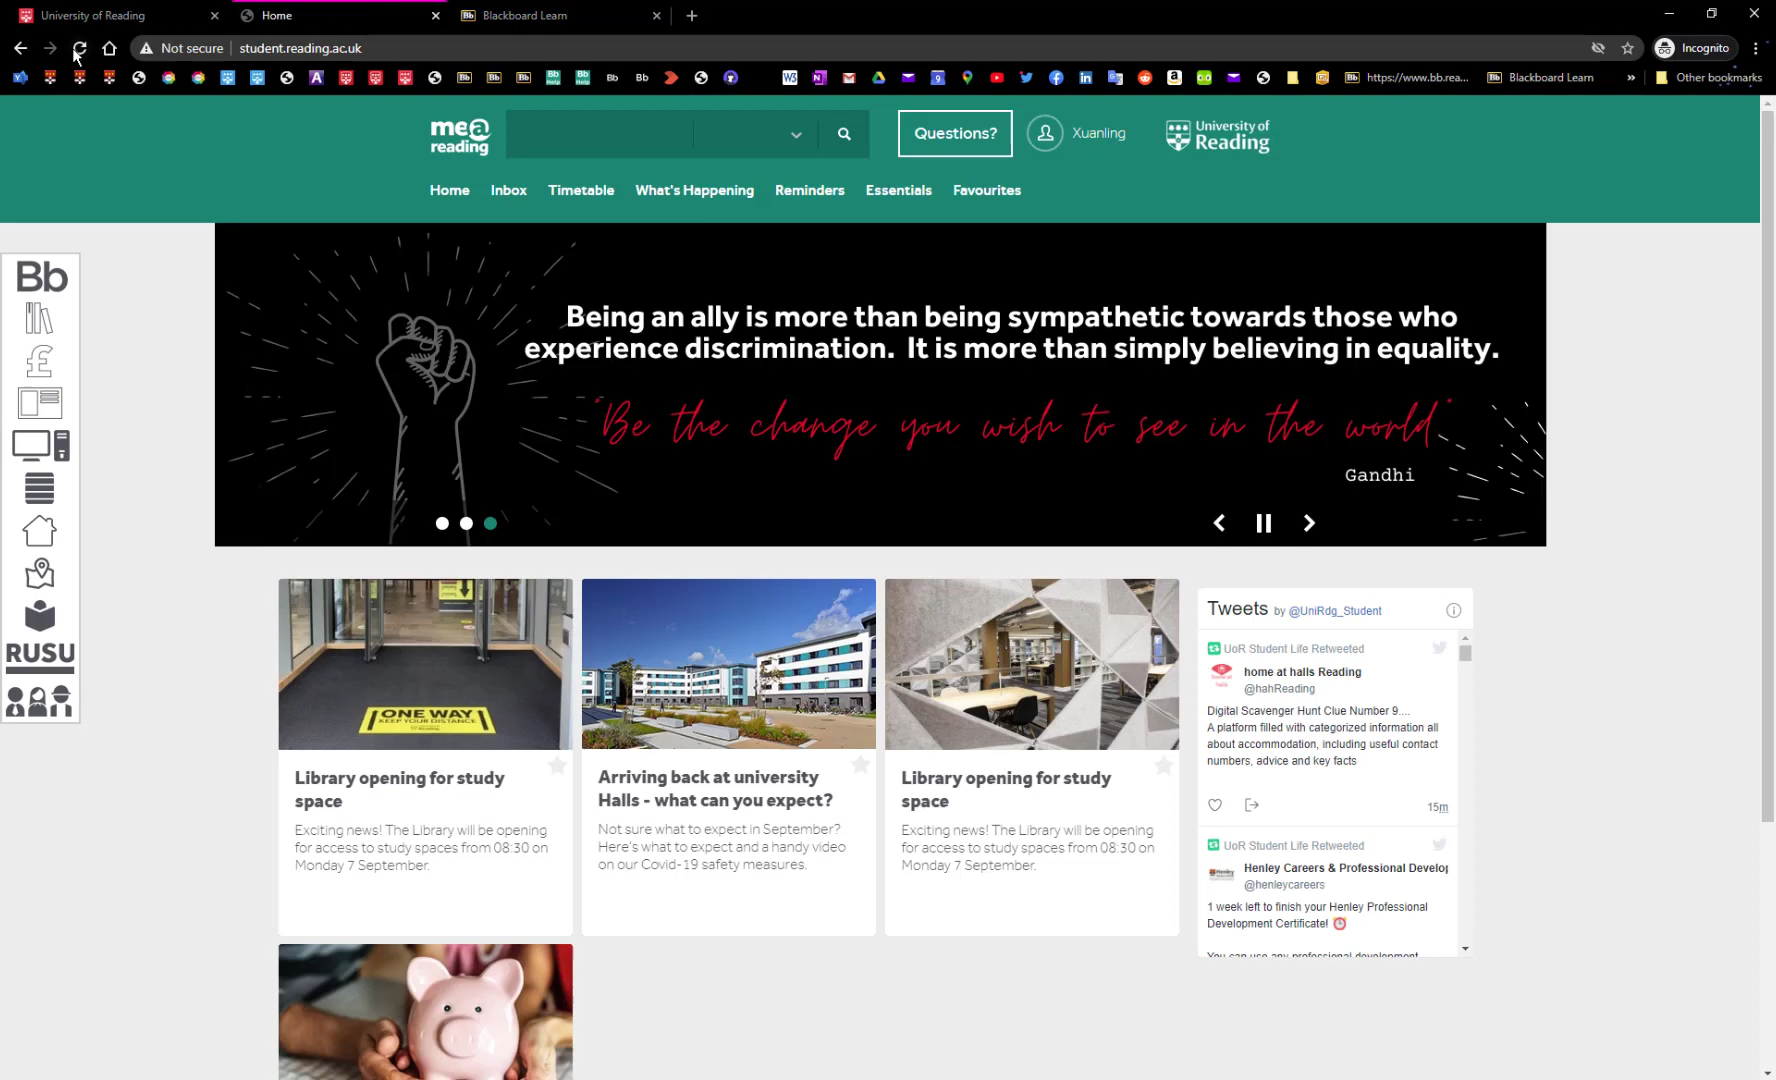 University of Reading
Home
Blackboard Learn
Not secure
student.reading.ac.uk
Incognito
https://www.bb.rea...
Blackboard Learn
Other bookmarks
me@
reading
Questions?
Xuanling
University of
Reading
Home
Inbox
Timetable
What's Happening
Reminders
Essentials
Favourites
Being an ally is more than being sympathetic towards those who
experience discrimination. It is more than simply believing in equality.
"Be the change you wish to see in the world"
Gandhi
Bb
RUSU
ONE WAY
KEEP YOUR DISTANCE
Library opening for study
space
Exciting news! The Library will be opening
for access to study spaces from 08:30 on
Monday 7 September.
Arriving back at university
Halls - what can you expect?
Not sure what to expect in September?
Here's what to expect and a handy video
on our Covid-19 safety measures.
Library opening for study
space
Exciting news! The Library will be opening
for access to study spaces from 08:30 on
Monday 7 September.
Tweets by @UniRdg_Student
UoR Student Life Retweeted
home at halls Reading
@hahReading
Digital Scavenger Hunt Clue Number 9....
A platform filled with categorized information all
about accommodation, including useful contact
numbers, advice and key facts
15m
UoR Student Life Retweeted
Henley Careers & Professional Develop
@henleycareers
1 week left to finish your Henley Professional
Development Certificate!
You can use any professional development